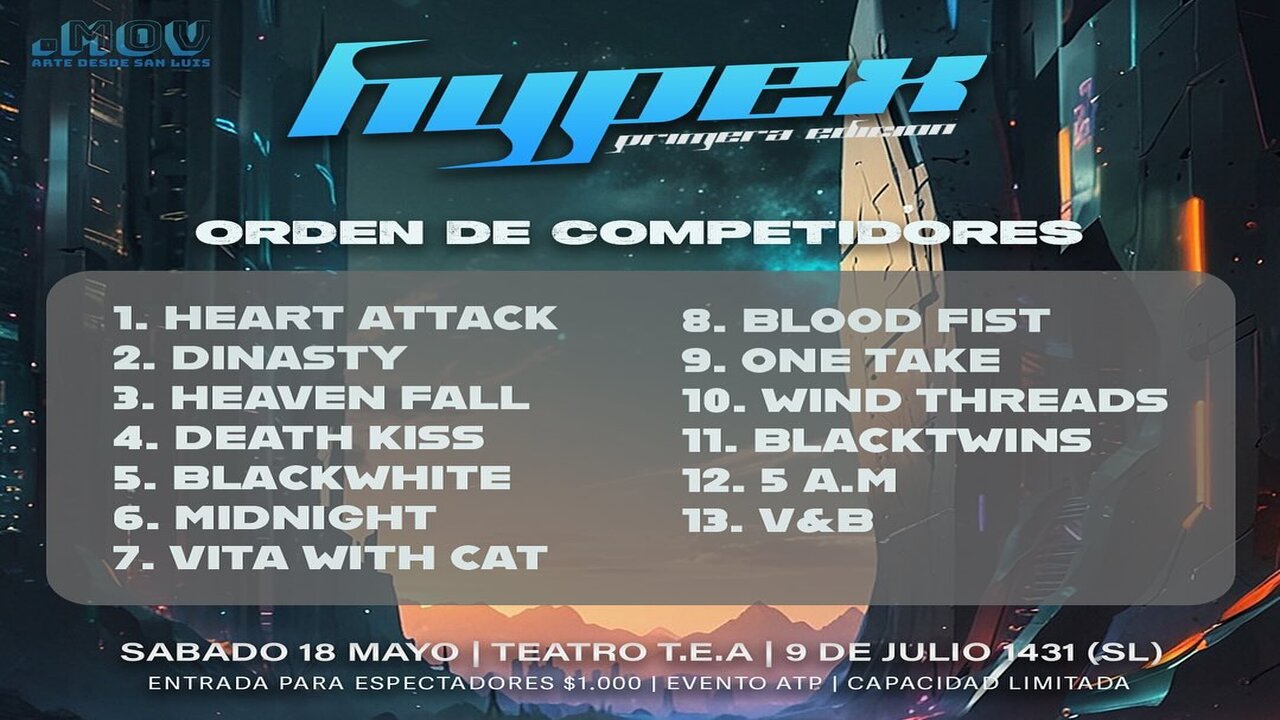 .MOV
ARTE DESDE SAN LUIS
hypex
primera edicion
ORDEN DE COMPETIDORES
1. HEART ATTACK
2. DINASTY
3. HEAVEN FALL
4. DEATH KISS
5. BLACKWHITE
6. MIDNIGHT
7. VITA WITH CAT
8. BLOOD FIST
9. ONE TAKE
10. WIND THREADS
11. BLACKTWINS
12. 5 A.M
13. V&B
SABADO 18 MAYO | TEATRO T.E.A | 9 DE JULIO 1431 (SL)
ENTRADA PARA ESPECTADORES $1.000 | EVENTO ATP | CAPACIDAD LIMITADA